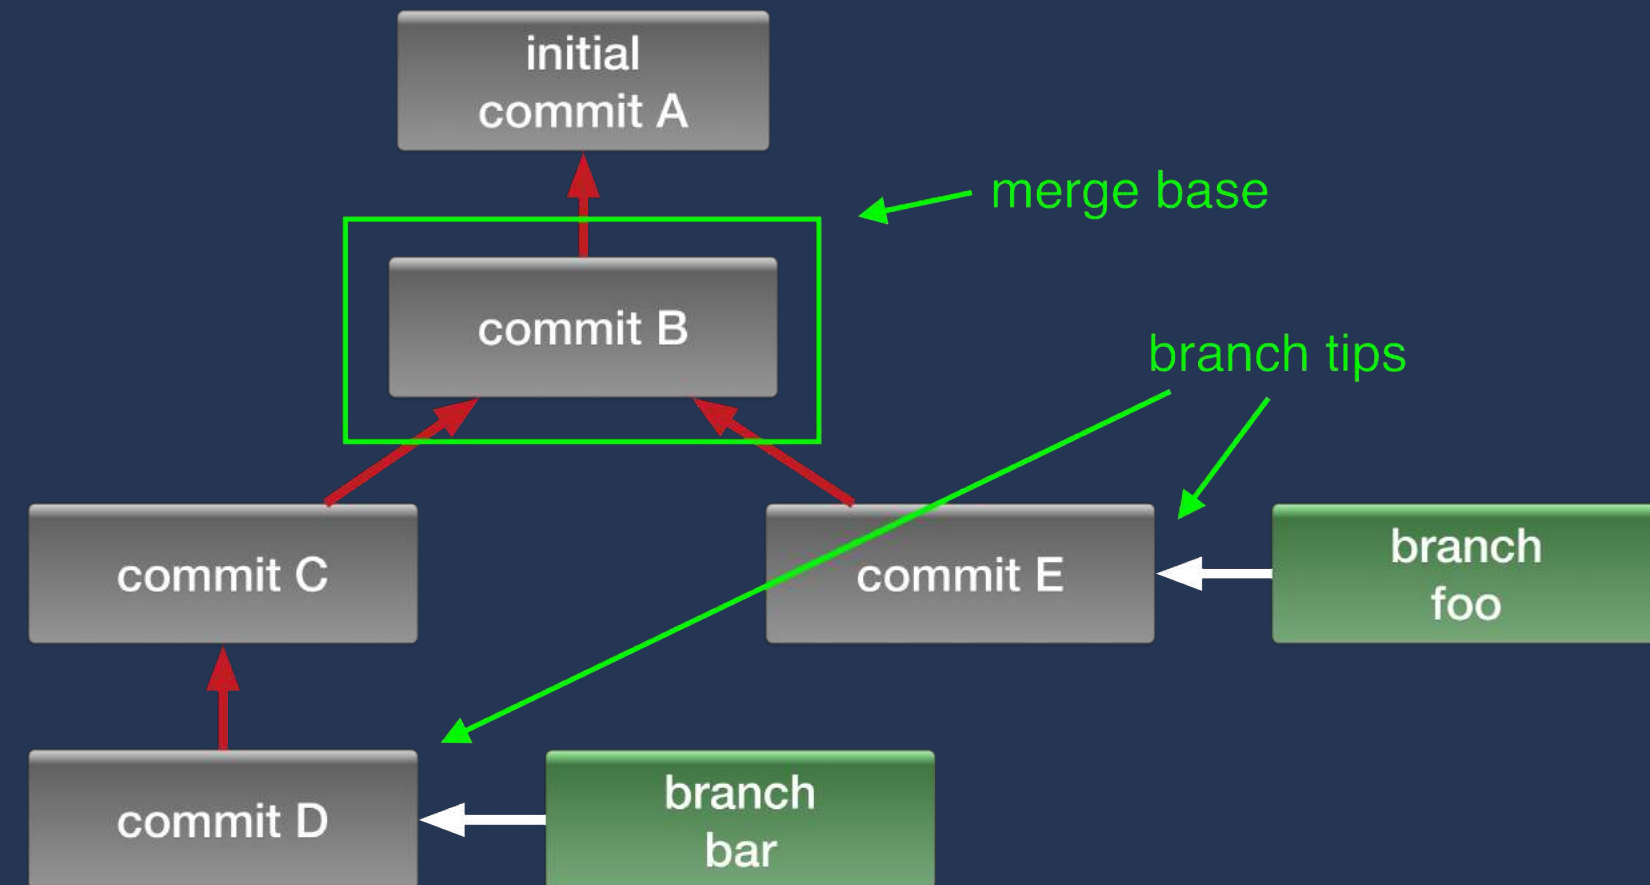 initial
commit A
merge base
commit B
branch tips
commit C
commit E
branch
foo
commit D
branch
bar